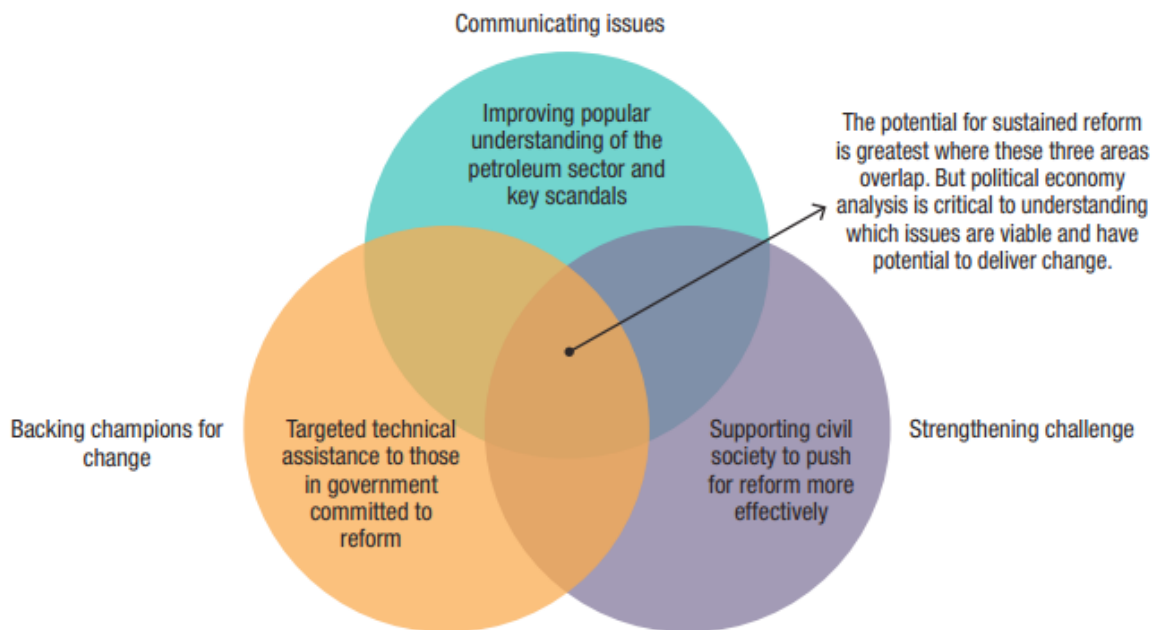 Communicating issues
Improving popular
understanding of the
petroleum sector and
key scandals
The potential for sustained reform
is greatest where these three areas
overlap. But political economy
analysis is critical to understanding
which issues are viable and have
potential to deliver change.
Backing champions for
change
Targeted technical
assistance to those
in government
committed to
reform
Supporting civil
society to push
for reform more
effectively
Strengthening challenge